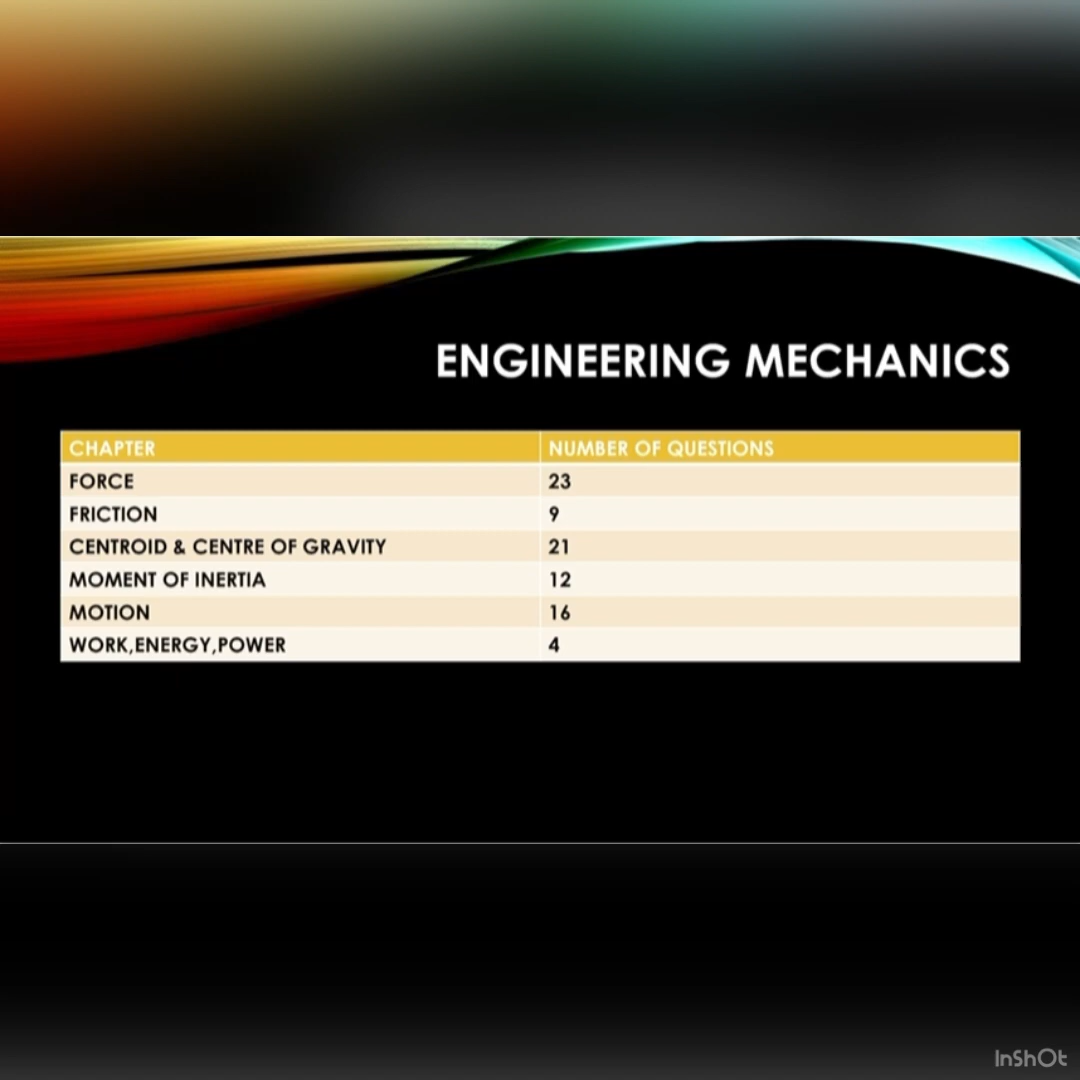 ENGINEERING MECHANICS
CHAPTER NUMBER OF QUESTIONS
FORCE 23
FRICTION 9
CENTROID & CENTRE OF GRAVITY 21
MOMENT OF INERTIA 12
MOTION 16
WORK,ENERGY,POWER 4
InShOt